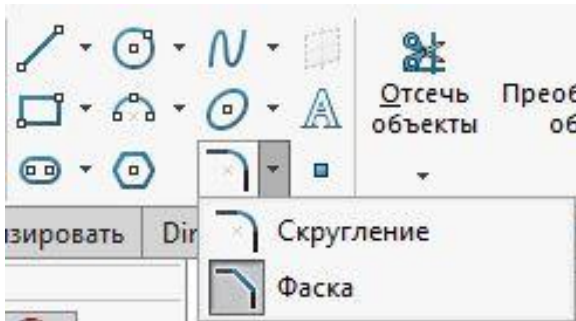 Отсечь
объекты
Преоб
об
зировать
Dir
Скругление
Фаска